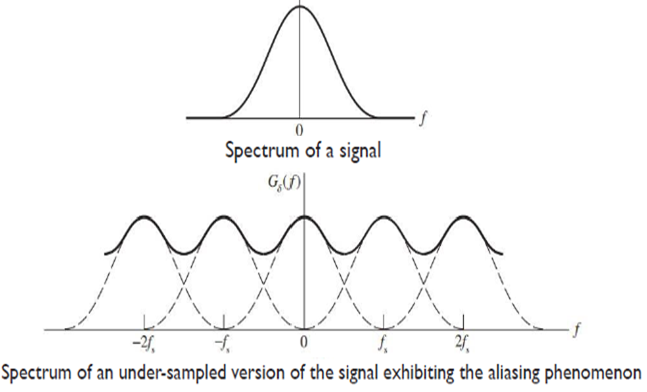 f
0
Spectrum of a signal
G_δ(f)
−2f_s −f_s 0 f_s 2f_s f
Spectrum of an under-sampled version of the signal exhibiting the aliasing phenomenon